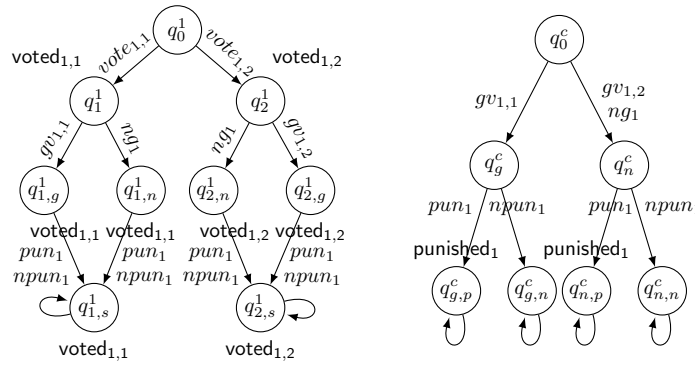 q_0^1
vote_{1,1} vote_{1,2}
voted_{1,1} voted_{1,2}
q_1^1 q_2^1
gv_{1,1} ng_1 ng_1 gv_{1,2}
q_{1,g}^1 q_{1,n}^1 q_{2,n}^1 q_{2,g}^1
voted_{1,1} voted_{1,1} voted_{1,2} voted_{1,2}
pun_1 pun_1 pun_1 pun_1
npun_1 npun_1 npun_1 npun_1
q_{1,s}^1 q_{2,s}^1
voted_{1,1} voted_{1,2}
q_0^c
gv_{1,1} gv_{1,2}
ng_1
q_g^c q_n^c
pun_1 npun_1 pun_1 npun
punished_1 punished_1
q_{g,p}^c q_{g,n}^c q_{n,p}^c q_{n,n}^c